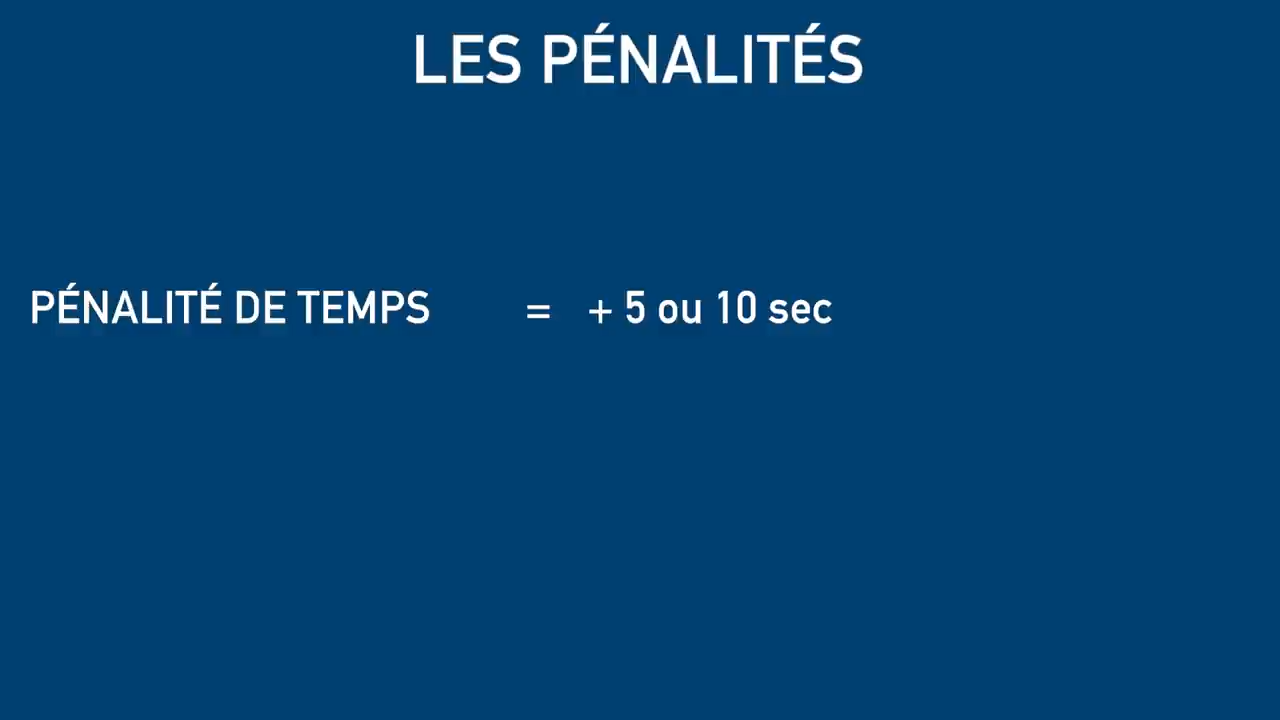 LES PÉNALITÉS
PÉNALITÉ DE TEMPS = + 5 ou 10 sec